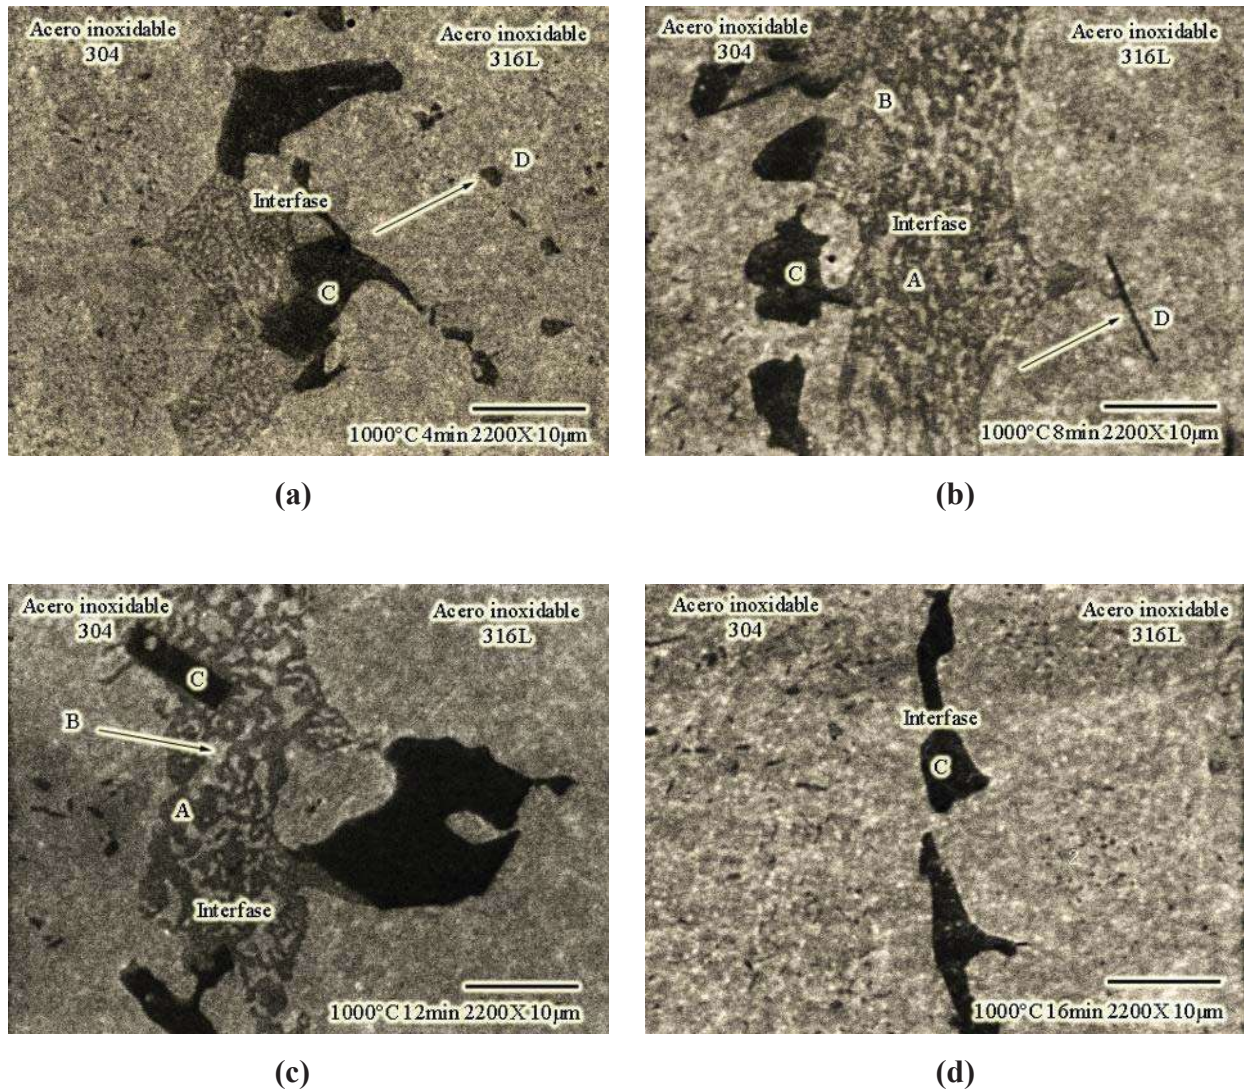 Acero inoxidable
304
Acero inoxidable
316L
D
Interfase
C
1000°C 4min 2200X 10µm
(a)
Acero inoxidable
304
Acero inoxidable
316L
B
Interfase
C
A
D
1000°C 8min 2200X 10µm
(b)
Acero inoxidable
304
Acero inoxidable
316L
C
B
A
Interfase
1000°C 12min 2200X 10µm
(c)
Acero inoxidable
304
Acero inoxidable
316L
Interfase
C
1000°C 16min 2200X 10µm
(d)